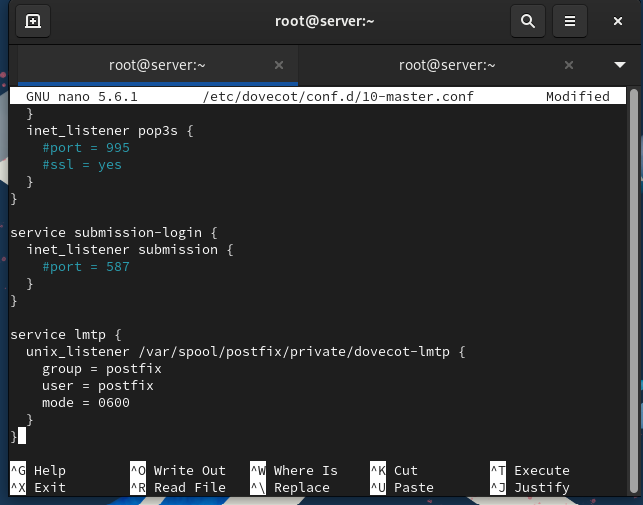 root@server:~
root@server:~ root@server:~
GNU nano 5.6.1 /etc/dovecot/conf.d/10-master.conf Modified
  }
  inet_listener pop3s {
    #port = 995
    #ssl = yes
  }
}

service submission-login {
  inet_listener submission {
    #port = 587
  }
}

service lmtp {
  unix_listener /var/spool/postfix/private/dovecot-lmtp {
    group = postfix
    user = postfix
    mode = 0600
  }
}
^G Help ^O Write Out ^W Where Is ^K Cut ^T Execute
^X Exit ^R Read File ^\ Replace ^U Paste ^J Justify